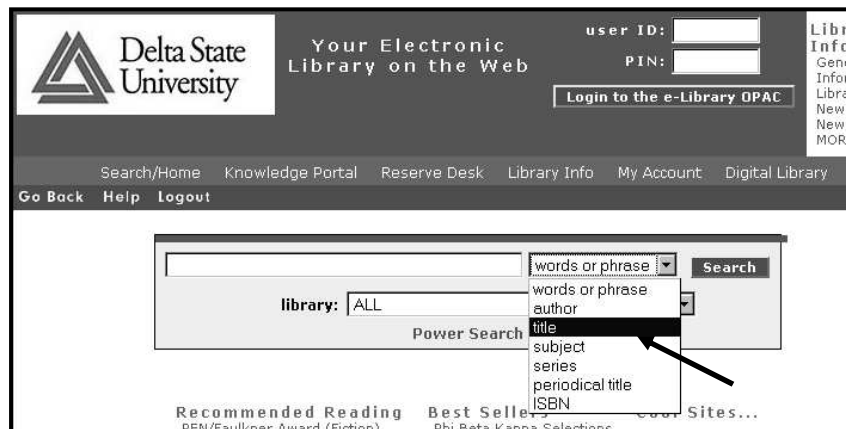 Delta State
University
Your Electronic
Library on the Web
user ID:
PIN:
Login to the e-Library OPAC
Search/Home Knowledge Portal Reserve Desk Library Info My Account Digital Library
Go Back Help Logout
words or phrase Search
library: ALL
Power Search
words or phrase
author
title
subject
series
periodical title
ISBN
Recommended Reading Best Sellers Sites...
PEN/Faulkner Award (Fiction) Phi Beta Kappa Selections